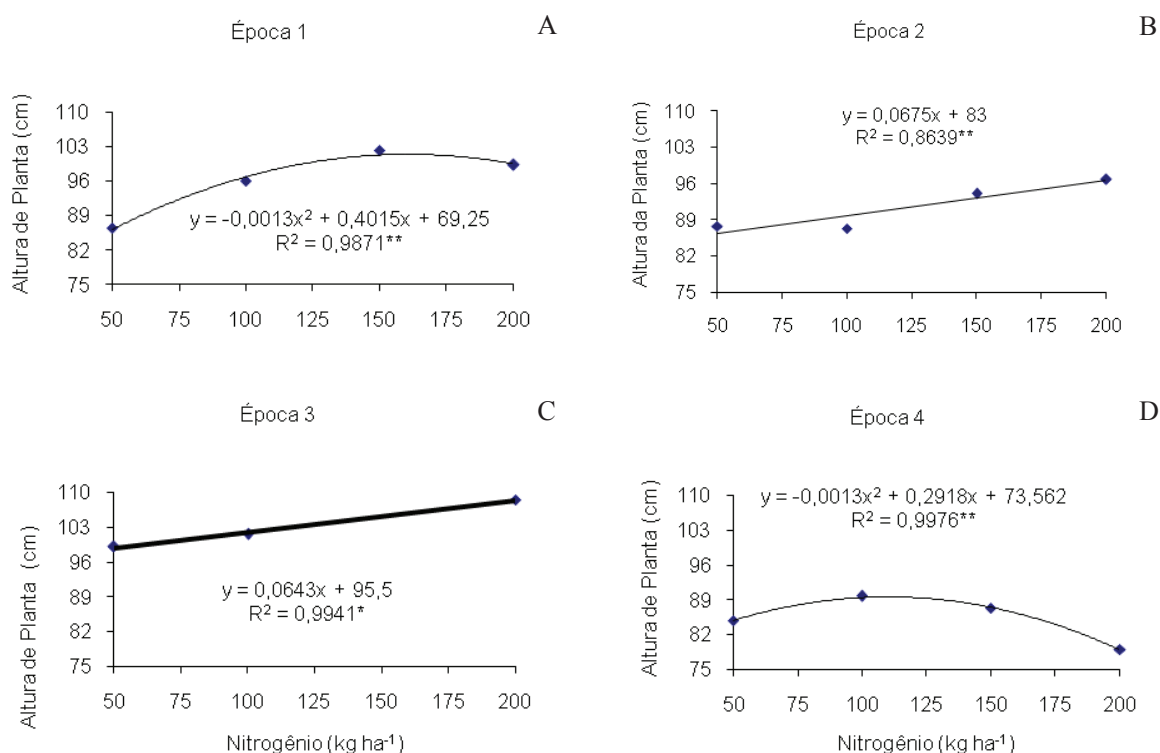 Época 1
A
Altura de Planta (cm)
110
103
96
89
82
75
y = -0,0013x² + 0,4015x + 69,25
R² = 0,9871**
50 75 100 125 150 175 200
Época 2
B
Altura da Planta (cm)
110
103
96
89
82
75
y = 0,0675x + 83
R² = 0,8639**
50 75 100 125 150 175 200
Época 3
C
Altura de Planta (cm)
110
103
96
89
82
75
y = 0,0643x + 95,5
R² = 0,9941*
50 75 100 125 150 175 200
Nitrogênio (kg ha⁻¹)
Época 4
D
Altura de Planta (cm)
110
103
96
89
82
75
y = -0,0013x² + 0,2918x + 73,562
R² = 0,9976**
50 75 100 125 150 175 200
Nitrogênio (kg ha⁻¹)